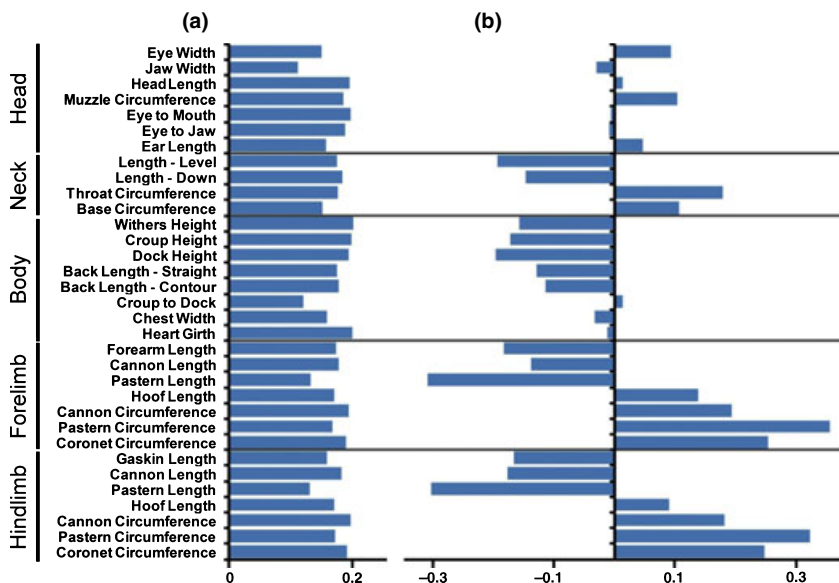 (a) (b)
Head
Eye Width
Jaw Width
Head Length
Muzzle Circumference
Eye to Mouth
Eye to Jaw
Ear Length
Neck
Length - Level
Length - Down
Throat Circumference
Base Circumference
Body
Withers Height
Croup Height
Dock Height
Back Length - Straight
Back Length - Contour
Croup to Dock
Chest Width
Heart Girth
Forelimb
Forearm Length
Cannon Length
Pastern Length
Hoof Length
Cannon Circumference
Pastern Circumference
Coronet Circumference
Hindlimb
Gaskin Length
Cannon Length
Pastern Length
Hoof Length
Cannon Circumference
Pastern Circumference
Coronet Circumference
0 0.2 –0.3 –0.1 0.1 0.3